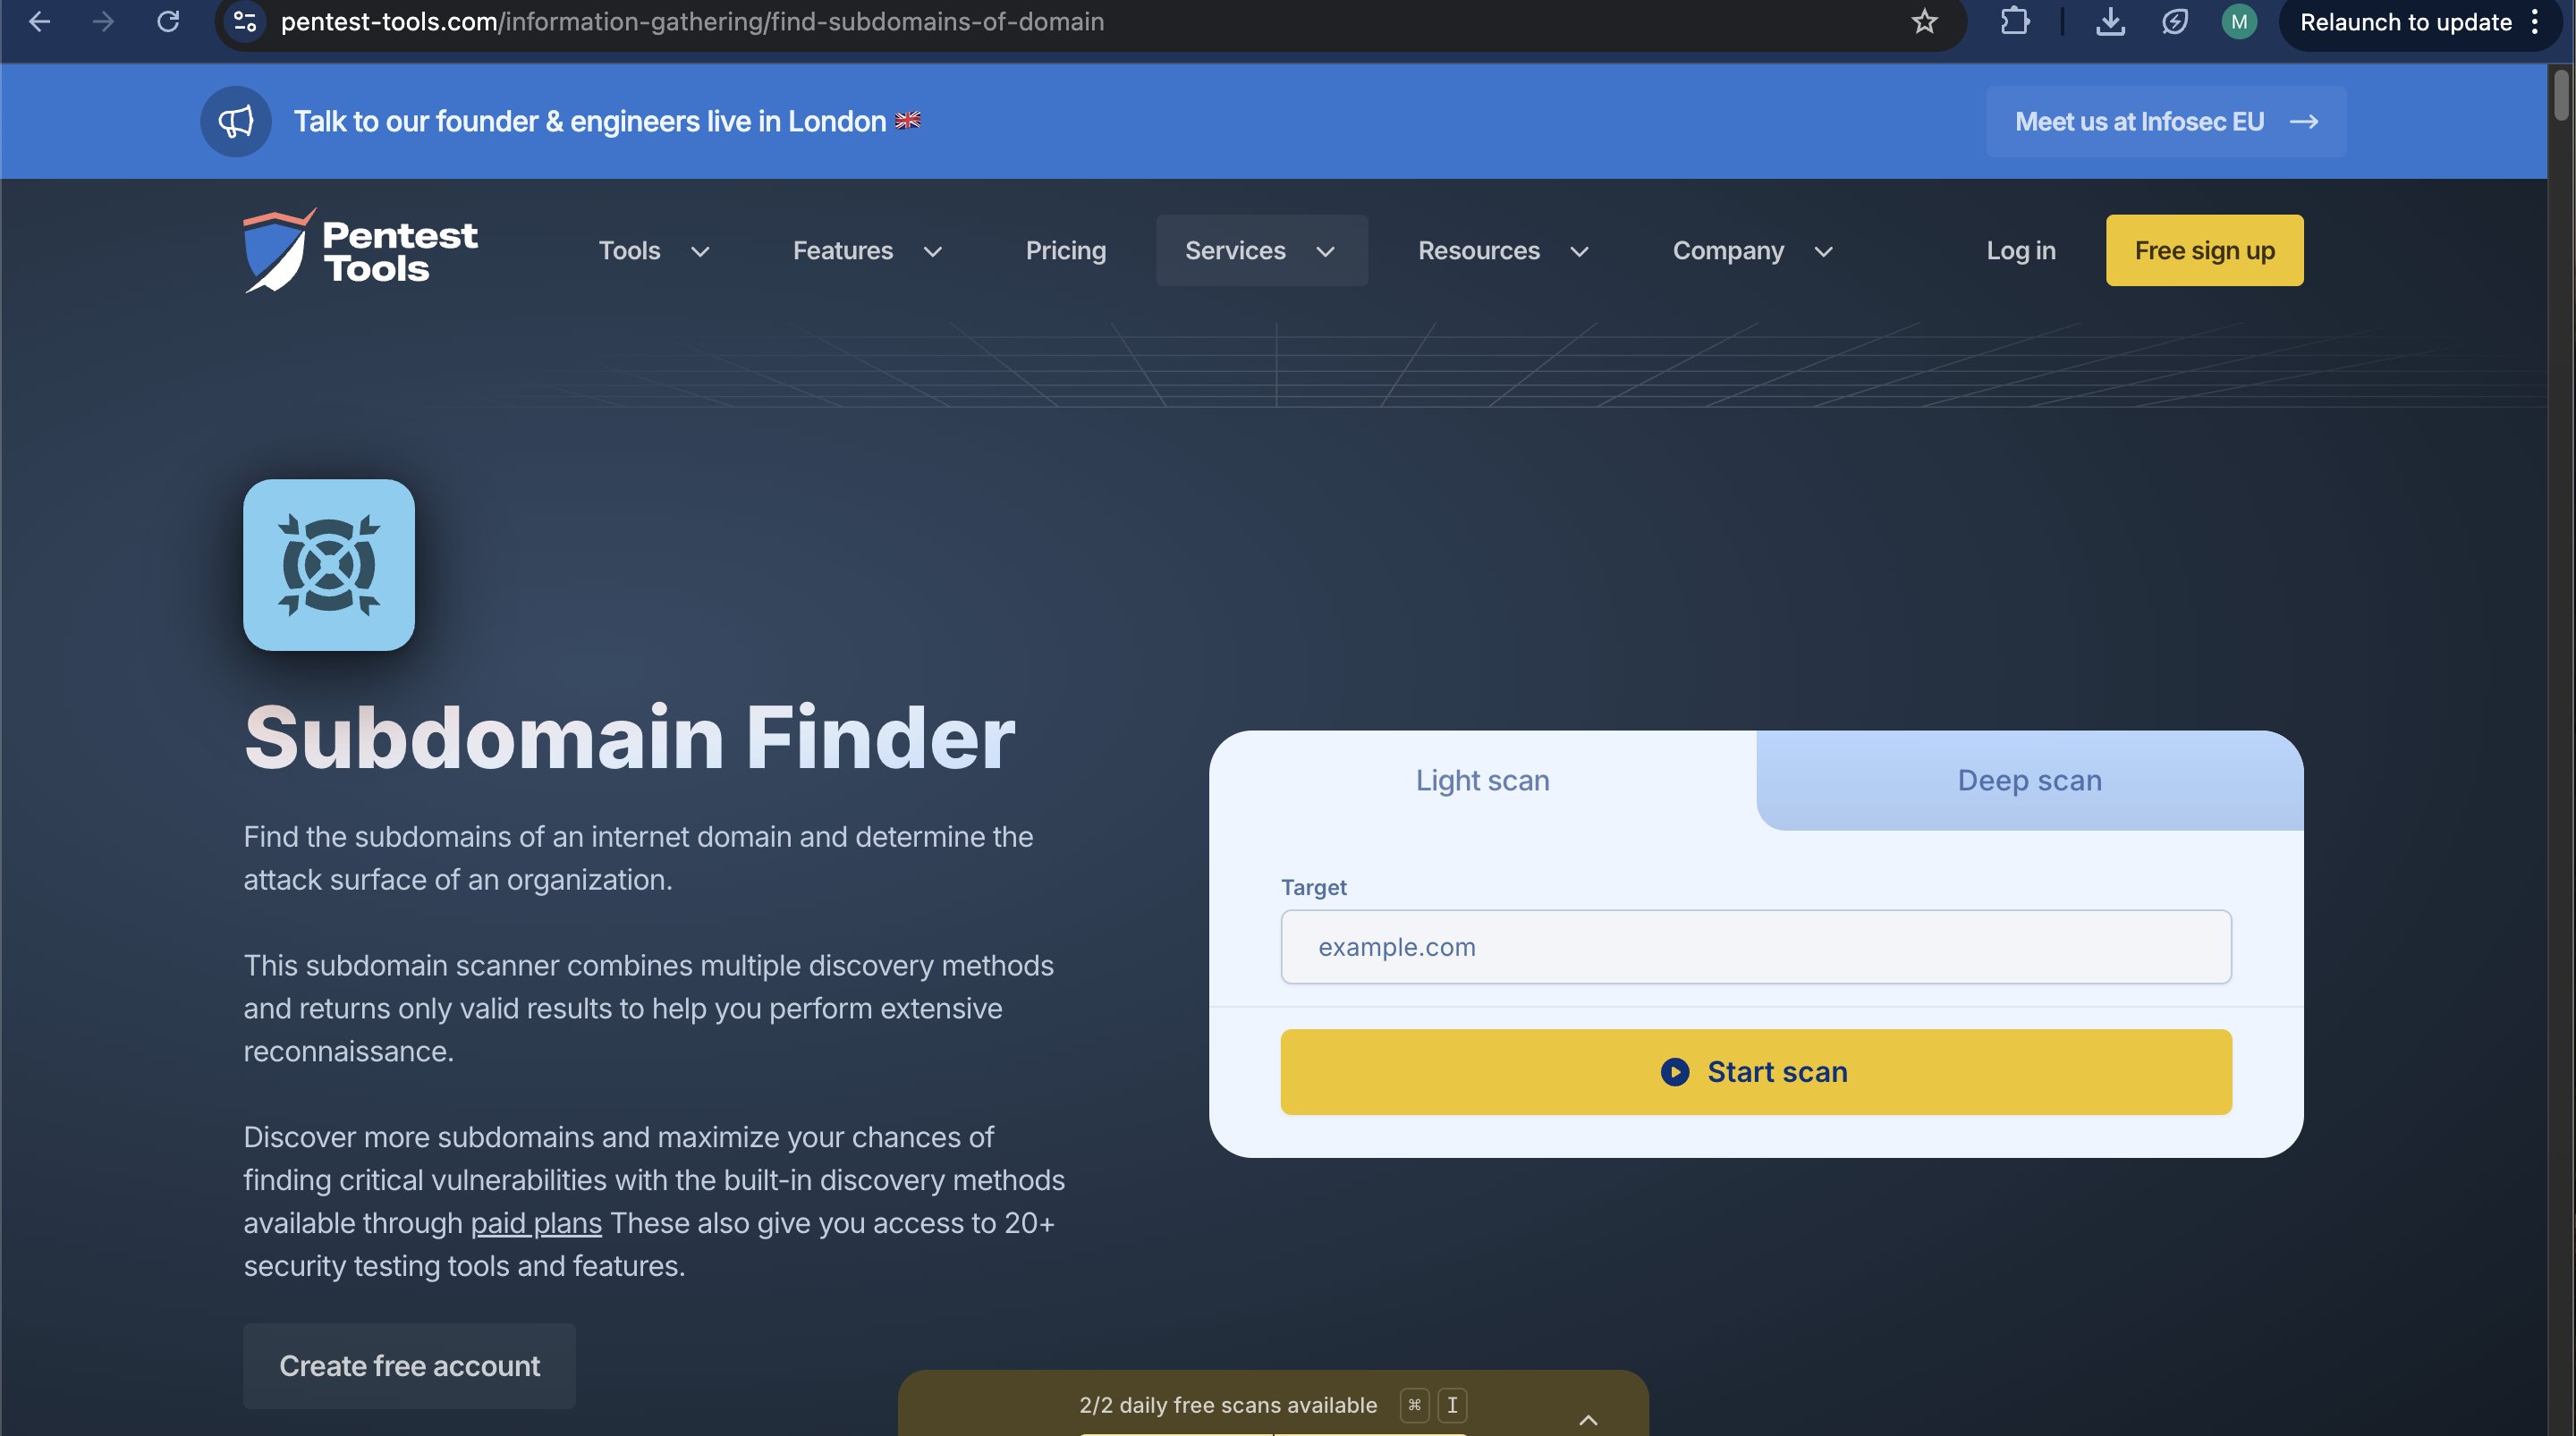 pentest-tools.com/information-gathering/find-subdomains-of-domain
M
Relaunch to update
Talk to our founder & engineers live in London 🇬🇧
Meet us at Infosec EU →
Pentest
Tools
Tools
Features
Pricing
Services
Resources
Company
Log in
Free sign up
Subdomain Finder
Find the subdomains of an internet domain and determine the
attack surface of an organization.
This subdomain scanner combines multiple discovery methods
and returns only valid results to help you perform extensive
reconnaissance.
Discover more subdomains and maximize your chances of
finding critical vulnerabilities with the built-in discovery methods
available through paid plans These also give you access to 20+
security testing tools and features.
Create free account
Light scan
Deep scan
Target
example.com
Start scan
2/2 daily free scans available ⌘ I